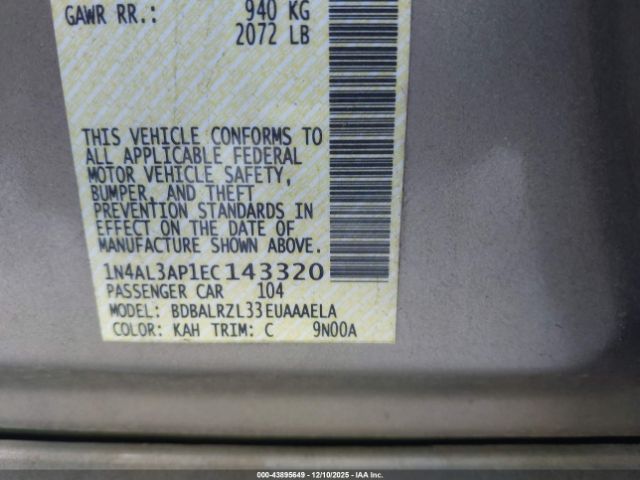 GAWR RR.: 940 KG
2072 LB
THIS VEHICLE CONFORMS TO
ALL APPLICABLE FEDERAL
MOTOR VEHICLE SAFETY,
BUMPER, AND THEFT
PREVENTION STANDARDS IN
EFFECT ON THE DATE OF
MANUFACTURE SHOWN ABOVE.
1N4AL3AP1EC143320
PASSENGER CAR 104
MODEL: BDBALRZL33EUAAAELA
COLOR: KAH TRIM: C 9N00A
000-43895649 - 12/10/2025 - IAA Inc.